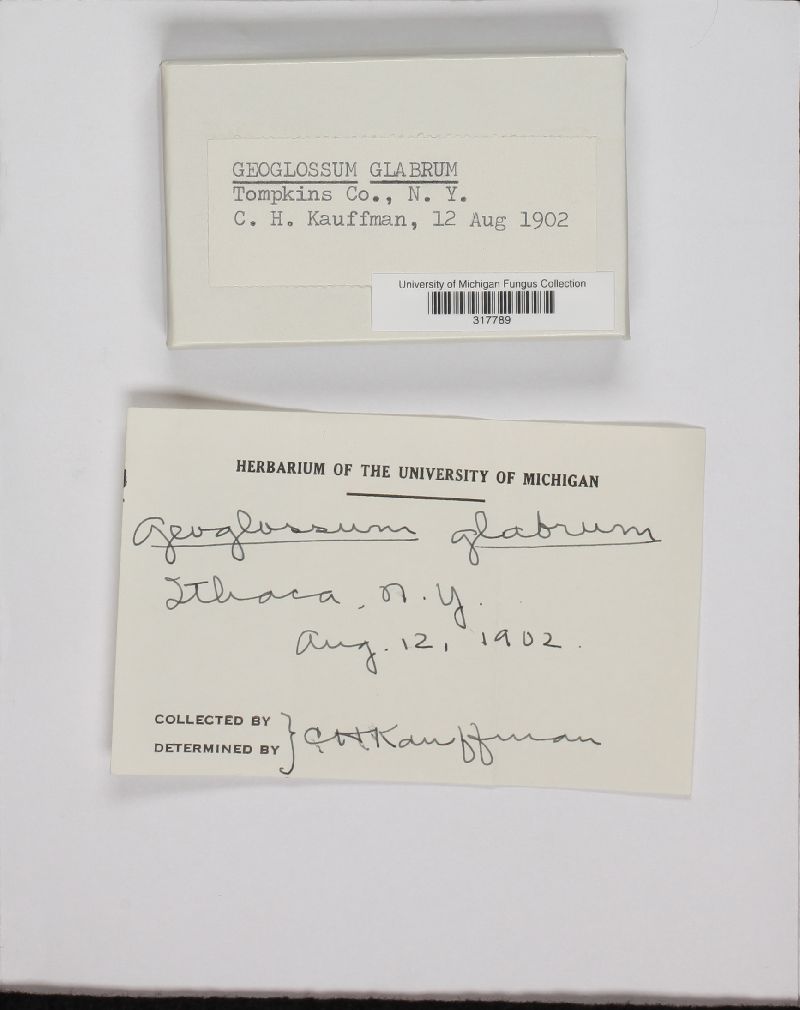 GEOGLOSSUM GLABRUM
Tompkins Co., N. Y.
C. H. Kauffman, 12 Aug 1902
University of Michigan Fungus Collection
317789
HERBARIUM OF THE UNIVERSITY OF MICHIGAN
Geoglossum glabrum
Ithaca, N.Y.
Aug. 12, 1902.
COLLECTED BY
DETERMINED BY } CHKauffman